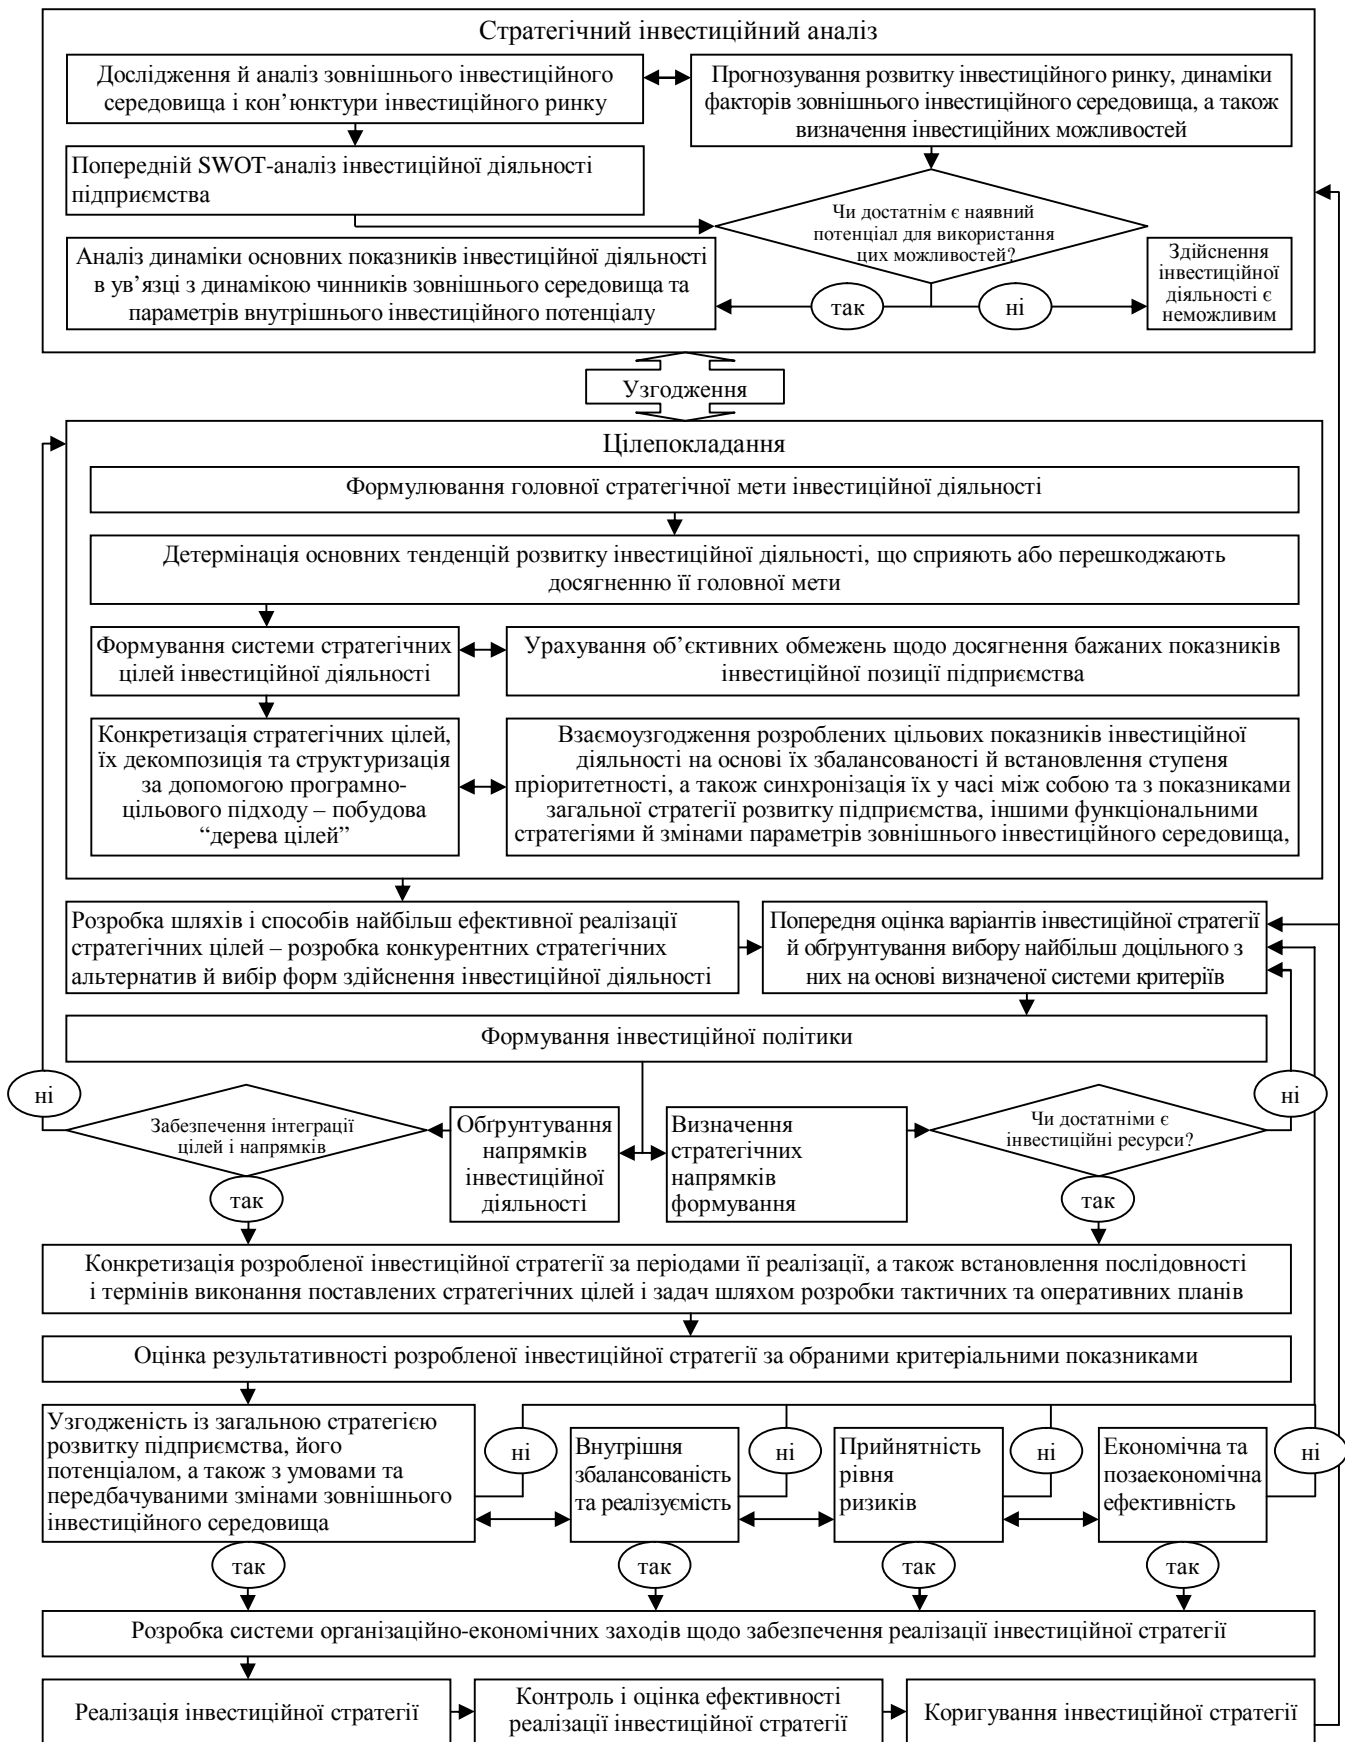 Стратегічний інвестиційний аналіз
Дослідження й аналіз зовнішнього інвестиційного
середовища і кон’юнктури інвестиційного ринку
Прогнозування розвитку інвестиційного ринку, динаміки
факторів зовнішнього інвестиційного середовища, а також
визначення інвестиційних можливостей
Попередній SWOT-аналіз інвестиційної діяльності
підприємства
Чи достатнім є наявний
потенціал для використання
цих можливостей?
Аналіз динаміки основних показників інвестиційної діяльності
в ув’язці з динамікою чинників зовнішнього середовища та
параметрів внутрішнього інвестиційного потенціалу
так
ні
Здійснення
інвестиційної
діяльності є
неможливим
Узгодження
Цілепокладання
Формулювання головної стратегічної мети інвестиційної діяльності
Детермінація основних тенденцій розвитку інвестиційної діяльності, що сприяють або перешкоджають
досягненню її головної мети
Формування системи стратегічних
цілей інвестиційної діяльності
Урахування об’єктивних обмежень щодо досягнення бажаних показників
інвестиційної позиції підприємства
Конкретизація стратегічних цілей,
їх декомпозиція та структуризація
за допомогою програмно-
цільового підходу – побудова
“дерева цілей”
Взаємоузгодження розроблених цільових показників інвестиційної
діяльності на основі їх збалансованості й встановлення ступеня
пріоритетності, а також синхронізація їх у часі між собою та з показниками
загальної стратегії розвитку підприємства, іншими функціональними
стратегіями й змінами параметрів зовнішнього інвестиційного середовища,
Розробка шляхів і способів найбільш ефективної реалізації
стратегічних цілей – розробка конкурентних стратегічних
альтернатив й вибір форм здійснення інвестиційної діяльності
Попередня оцінка варіантів інвестиційної стратегії
й обґрунтування вибору найбільш доцільного з
них на основі визначеної системи критеріїв
Формування інвестиційної політики
ні
Забезпечення інтеграції
цілей і напрямків
Обґрунтування
напрямків
інвестиційної
діяльності
Визначення
стратегічних
напрямків
формування
Чи достатніми є
інвестиційні ресурси?
ні
так
так
Конкретизація розробленої інвестиційної стратегії за періодами її реалізації, а також встановлення послідовності
і термінів виконання поставлених стратегічних цілей і задач шляхом розробки тактичних та оперативних планів
Оцінка результативності розробленої інвестиційної стратегії за обраними критеріальними показниками
Узгодженість із загальною стратегією
розвитку підприємства, його
потенціалом, а також з умовами та
передбачуваними змінами зовнішнього
інвестиційного середовища
ні
Внутрішня
збалансованість
та реалізуємість
ні
Прийнятність
рівня
ризиків
ні
Економічна та
позаекономічна
ефективність
ні
так
так
так
так
Розробка системи організаційно-економічних заходів щодо забезпечення реалізації інвестиційної стратегії
Реалізація інвестиційної стратегії
Контроль і оцінка ефективності
реалізації інвестиційної стратегії
Коригування інвестиційної стратегії